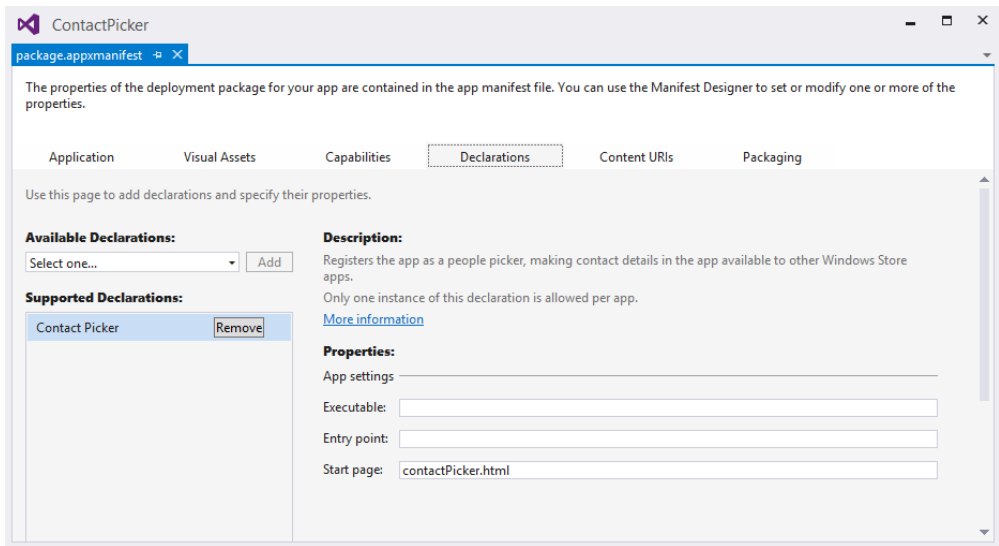 ContactPicker
package.appxmanifest
The properties of the deployment package for your app are contained in the app manifest file. You can use the Manifest Designer to set or modify one or more of the
properties.
Application Visual Assets Capabilities Declarations Content URIs Packaging
Use this page to add declarations and specify their properties.
Available Declarations:
Select one... Add
Supported Declarations:
Contact Picker Remove
Description:
Registers the app as a people picker, making contact details in the app available to other Windows Store
apps.
Only one instance of this declaration is allowed per app.
More information
Properties:
App settings
Executable:
Entry point:
Start page: contactPicker.html